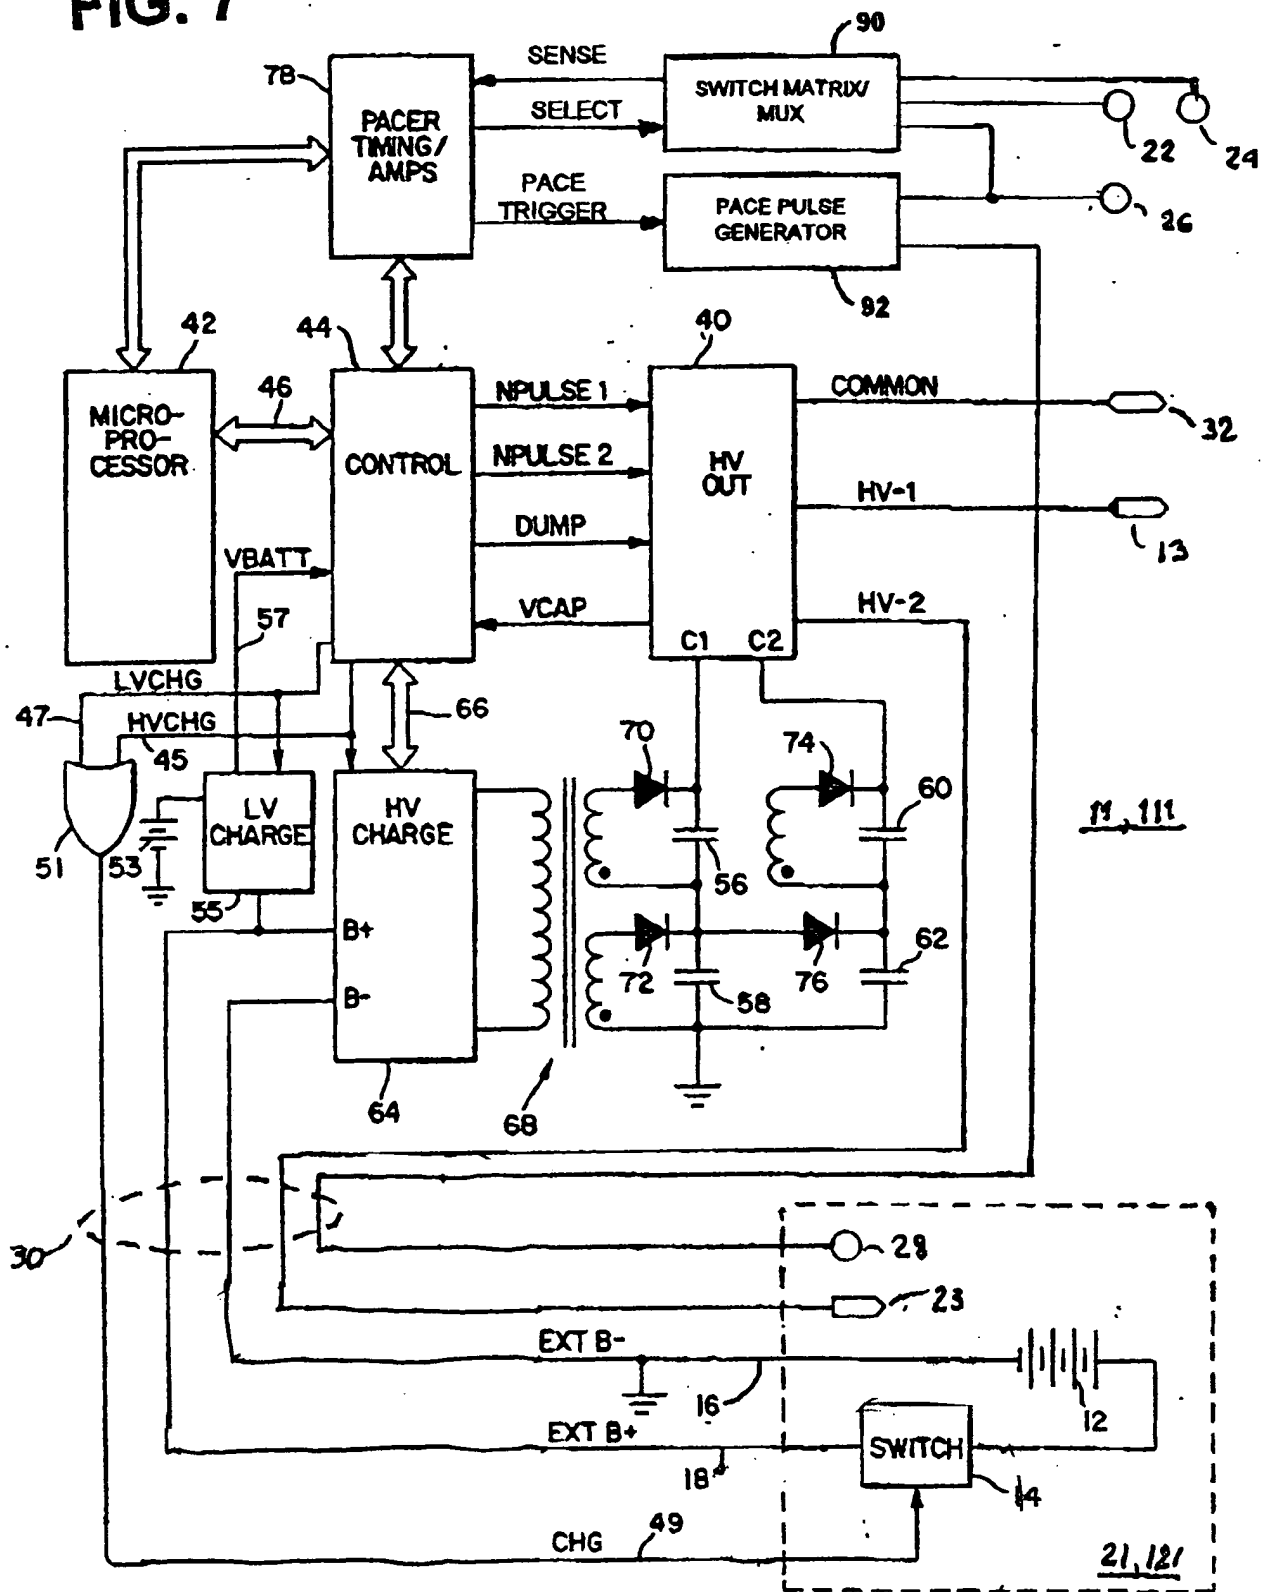 FIG. 7
90
78
SENSE
SELECT
PACE
TRIGGER
PACER
TIMING/
AMPS
SWITCH MATRIX/
MUX
22
24
PACE PULSE
GENERATOR
26
92
42
44
40
46
MICRO-
PRO-
CESSOR
CONTROL
NPULSE 1
NPULSE 2
DUMP
VCAP
HV
OUT
COMMON
32
HV-1
13
HV-2
C1
C2
VBATT
57
LVCHG
47
HVCHG
45
66
70
74
60
LV
CHARGE
HV
CHARGE
11, 111
51
53
55
56
B+
B-
72
58
76
62
64
68
30
28
23
EXT B-
16
12
EXT B+
18
SWITCH
14
CHG
49
21, 121